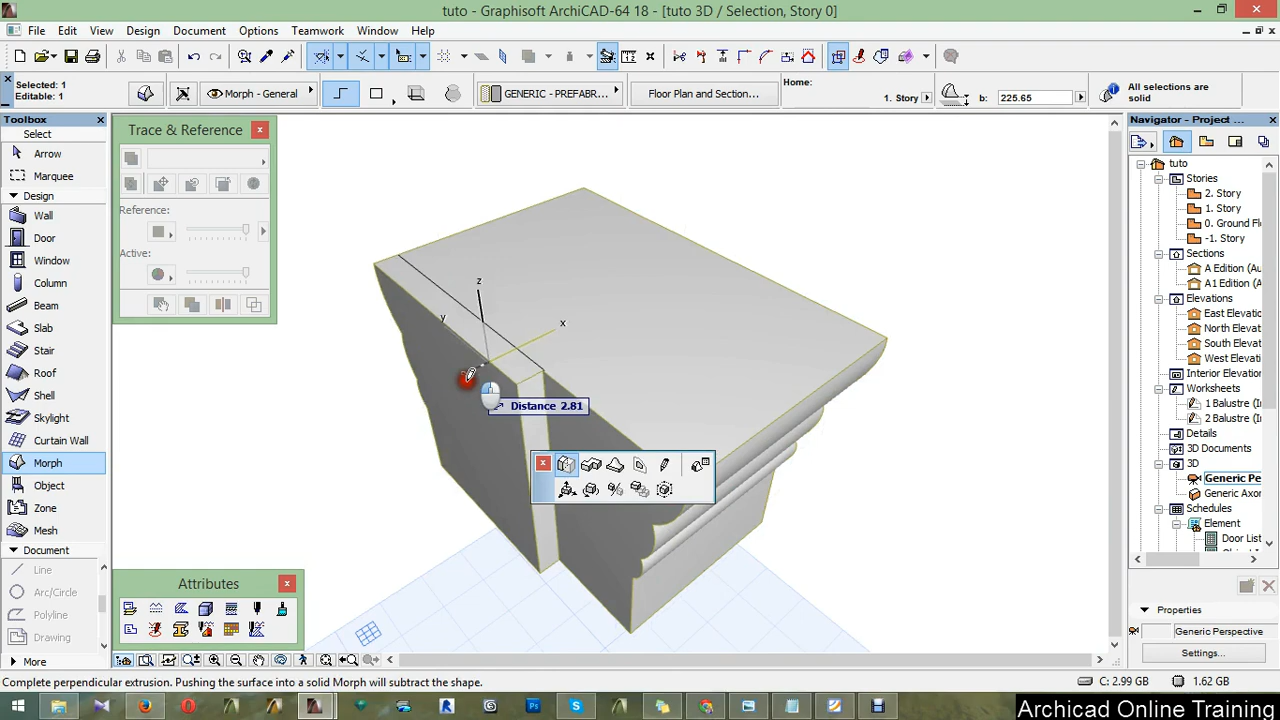 tuto - Graphisoft ArchiCAD-64 18 - [tuto 3D / Selection, Story 0]
File Edit View Design Document Options Teamwork Window Help
Selected: 1
Editable: 1
Morph - General
GENERIC - PREFABR...
Floor Plan and Section...
Home:
1. Story
b: 225.65
All selections are
solid
Toolbox
Select
Arrow
Marquee
Design
Wall
Door
Window
Column
Beam
Slab
Stair
Roof
Shell
Skylight
Curtain Wall
Morph
Object
Zone
Mesh
Document
Line
Arc/Circle
Polyline
Drawing
More
Trace & Reference
Reference:
Active:
Attributes
z
y
x
Distance 2.81
Navigator - Project ...
tuto
Stories
2. Story
1. Story
0. Ground Fl
-1. Story
Sections
A Edition (Au
A1 Edition (A
Elevations
East Elevatio
North Elevati
South Elevati
West Elevatio
Interior Elevatio
Worksheets
1 Balustre (In
2 Balustre (In
Details
3D Documents
3D
Generic Pe
Generic Axon
Schedules
Element
Door List
Properties
Generic Perspective
Settings...
Complete perpendicular extrusion. Pushing the surface into a solid Morph will subtract the shape.
C: 2.99 GB
1.62 GB
Archicad Online Training